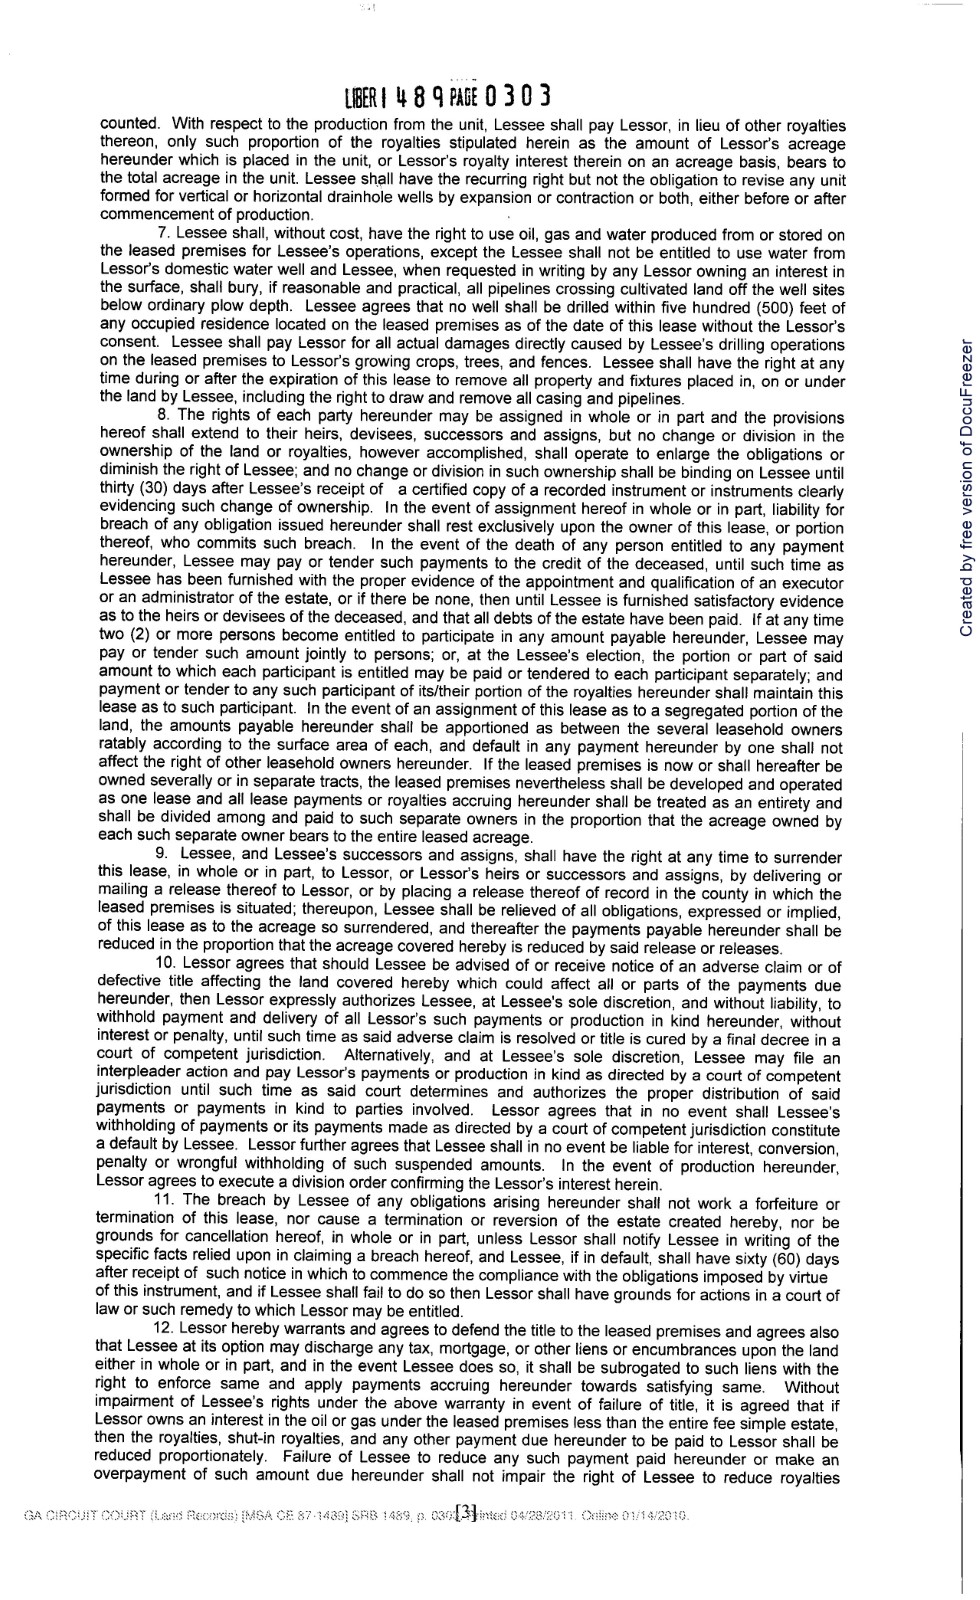 LIBER 1489 PAGE 0303
counted. With respect to the production from the unit, Lessee shall pay Lessor, in lieu of other royalties
thereon, only such proportion of the royalties stipulated herein as the amount of Lessor's acreage
hereunder which is placed in the unit, or Lessor's royalty interest therein on an acreage basis, bears to
the total acreage in the unit. Lessee shall have the recurring right but not the obligation to revise any unit
formed for vertical or horizontal drainhole wells by expansion or contraction or both, either before or after
commencement of production.
7. Lessee shall, without cost, have the right to use oil, gas and water produced from or stored on
the leased premises for Lessee's operations, except the Lessee shall not be entitled to use water from
Lessor's domestic water well and Lessee, when requested in writing by any Lessor owning an interest in
the surface, shall bury, if reasonable and practical, all pipelines crossing cultivated land off the well sites
below ordinary plow depth. Lessee agrees that no well shall be drilled within five hundred (500) feet of
any occupied residence located on the leased premises as of the date of this lease without the Lessor's
consent. Lessee shall pay Lessor for all actual damages directly caused by Lessee's drilling operations
on the leased premises to Lessor's growing crops, trees, and fences. Lessee shall have the right at any
time during or after the expiration of this lease to remove all property and fixtures placed in, on or under
the land by Lessee, including the right to draw and remove all casing and pipelines.
8. The rights of each party hereunder may be assigned in whole or in part and the provisions
hereof shall extend to their heirs, devisees, successors and assigns, but no change or division in the
ownership of the land or royalties, however accomplished, shall operate to enlarge the obligations or
diminish the right of Lessee; and no change or division in such ownership shall be binding on Lessee until
thirty (30) days after Lessee's receipt of a certified copy of a recorded instrument or instruments clearly
evidencing such change of ownership. In the event of assignment hereof in whole or in part, liability for
breach of any obligation issued hereunder shall rest exclusively upon the owner of this lease, or portion
thereof, who commits such breach. In the event of the death of any person entitled to any payment
hereunder, Lessee may pay or tender such payments to the credit of the deceased, until such time as
Lessee has been furnished with the proper evidence of the appointment and qualification of an executor
or an administrator of the estate, or if there be none, then until Lessee is furnished satisfactory evidence
as to the heirs or devisees of the deceased, and that all debts of the estate have been paid. If at any time
two (2) or more persons become entitled to participate in any amount payable hereunder, Lessee may
pay or tender such amount jointly to persons; or, at the Lessee's election, the portion or part of said
amount to which each participant is entitled may be paid or tendered to each participant separately; and
payment or tender to any such participant of its/their portion of the royalties hereunder shall maintain this
lease as to such participant. In the event of an assignment of this lease as to a segregated portion of the
land, the amounts payable hereunder shall be apportioned as between the several leasehold owners
ratably according to the surface area of each, and default in any payment hereunder by one shall not
affect the right of other leasehold owners hereunder. If the leased premises is now or shall hereafter be
owned severally or in separate tracts, the leased premises nevertheless shall be developed and operated
as one lease and all lease payments or royalties accruing hereunder shall be treated as an entirety and
shall be divided among and paid to such separate owners in the proportion that the acreage owned by
each such separate owner bears to the entire leased acreage.
9. Lessee, and Lessee's successors and assigns, shall have the right at any time to surrender
this lease, in whole or in part, to Lessor, or Lessor's heirs or successors and assigns, by delivering or
mailing a release thereof to Lessor, or by placing a release thereof of record in the county in which the
leased premises is situated; thereupon, Lessee shall be relieved of all obligations, expressed or implied,
of this lease as to the acreage so surrendered, and thereafter the payments payable hereunder shall be
reduced in the proportion that the acreage covered hereby is reduced by said release or releases.
10. Lessor agrees that should Lessee be advised of or receive notice of an adverse claim or of
defective title affecting the land covered hereby which could affect all or parts of the payments due
hereunder, then Lessor expressly authorizes Lessee, at Lessee's sole discretion, and without liability, to
withhold payment and delivery of all Lessor's such payments or production in kind hereunder, without
interest or penalty, until such time as said adverse claim is resolved or title is cured by a final decree in a
court of competent jurisdiction. Alternatively, and at Lessee's sole discretion, Lessee may file an
interpleader action and pay Lessor's payments or production in kind as directed by a court of competent
jurisdiction until such time as said court determines and authorizes the proper distribution of said
payments or payments in kind to parties involved. Lessor agrees that in no event shall Lessee's
withholding of payments or its payments made as directed by a court of competent jurisdiction constitute
a default by Lessee. Lessor further agrees that Lessee shall in no event be liable for interest, conversion,
penalty or wrongful withholding of such suspended amounts. In the event of production hereunder,
Lessor agrees to execute a division order confirming the Lessor's interest herein.
11. The breach by Lessee of any obligations arising hereunder shall not work a forfeiture or
termination of this lease, nor cause a termination or reversion of the estate created hereby, nor be
grounds for cancellation hereof, in whole or in part, unless Lessor shall notify Lessee in writing of the
specific facts relied upon in claiming a breach hereof, and Lessee, if in default, shall have sixty (60) days
after receipt of such notice in which to commence the compliance with the obligations imposed by virtue
of this instrument, and if Lessee shall fail to do so then Lessor shall have grounds for actions in a court of
law or such remedy to which Lessor may be entitled.
12. Lessor hereby warrants and agrees to defend the title to the leased premises and agrees also
that Lessee at its option may discharge any tax, mortgage, or other liens or encumbrances upon the land
either in whole or in part, and in the event Lessee does so, it shall be subrogated to such liens with the
right to enforce same and apply payments accruing hereunder towards satisfying same. Without
impairment of Lessee's rights under the above warranty in event of failure of title, it is agreed that if
Lessor owns an interest in the oil or gas under the leased premises less than the entire fee simple estate,
then the royalties, shut-in royalties, and any other payment due hereunder to be paid to Lessor shall be
reduced proportionately. Failure of Lessee to reduce any such payment paid hereunder or make an
overpayment of such amount due hereunder shall not impair the right of Lessee to reduce royalties
[3]
GA CIRCUIT COURT (Land Records) [MSA CE 87-1489] SRB 1489, p. 0303. Printed 04/28/2011. Online 01/14/2010.
Created by free version of DocuFreezer